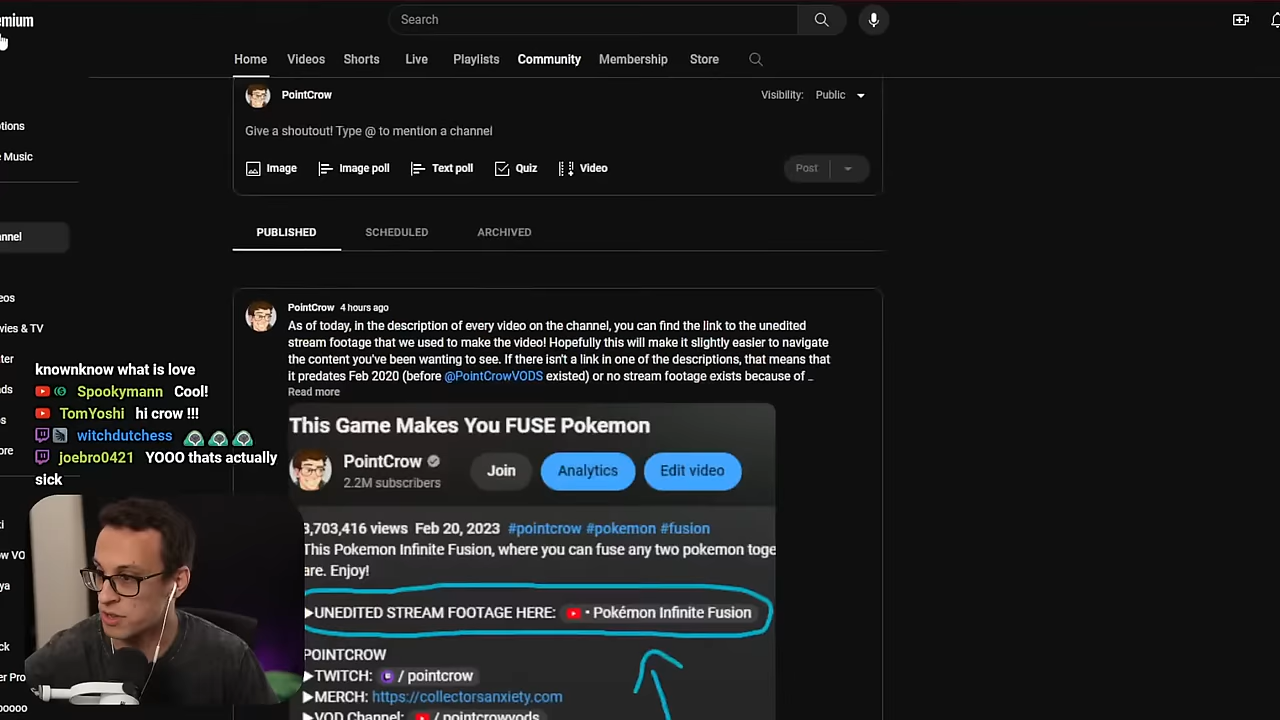 emium
Search
Home Videos Shorts Live Playlists Community Membership Store
PointCrow
Visibility: Public
Give a shoutout! Type @ to mention a channel
Image Image poll Text poll Quiz Video
Post
PUBLISHED SCHEDULED ARCHIVED
ptions
e Music
nnel
eos
vies & TV
PointCrow 4 hours ago
As of today, in the description of every video on the channel, you can find the link to the unedited
stream footage that we used to make the video! Hopefully this will make it slightly easier to navigate
the content you've been wanting to see. If there isn't a link in one of the descriptions, that means that
it predates Feb 2020 (before @PointCrowVODS existed) or no stream footage exists because of ...
Read more
knownknow what is love
Spookymann Cool!
TomYoshi hi crow !!!
witchdutchess
joebro0421 YOOO thats actually
sick
This Game Makes You FUSE Pokemon
PointCrow
2.2M subscribers
Join Analytics Edit video
3,703,416 views Feb 20, 2023 #pointcrow #pokemon #fusion
This Pokemon Infinite Fusion, where you can fuse any two pokemon toge
are. Enjoy!
▶UNEDITED STREAM FOOTAGE HERE: • Pokémon Infinite Fusion
POINTCROW
▶TWITCH: / pointcrow
▶MERCH: https://collectorsanxiety.com
▶VOD Channel: / pointcrowvods